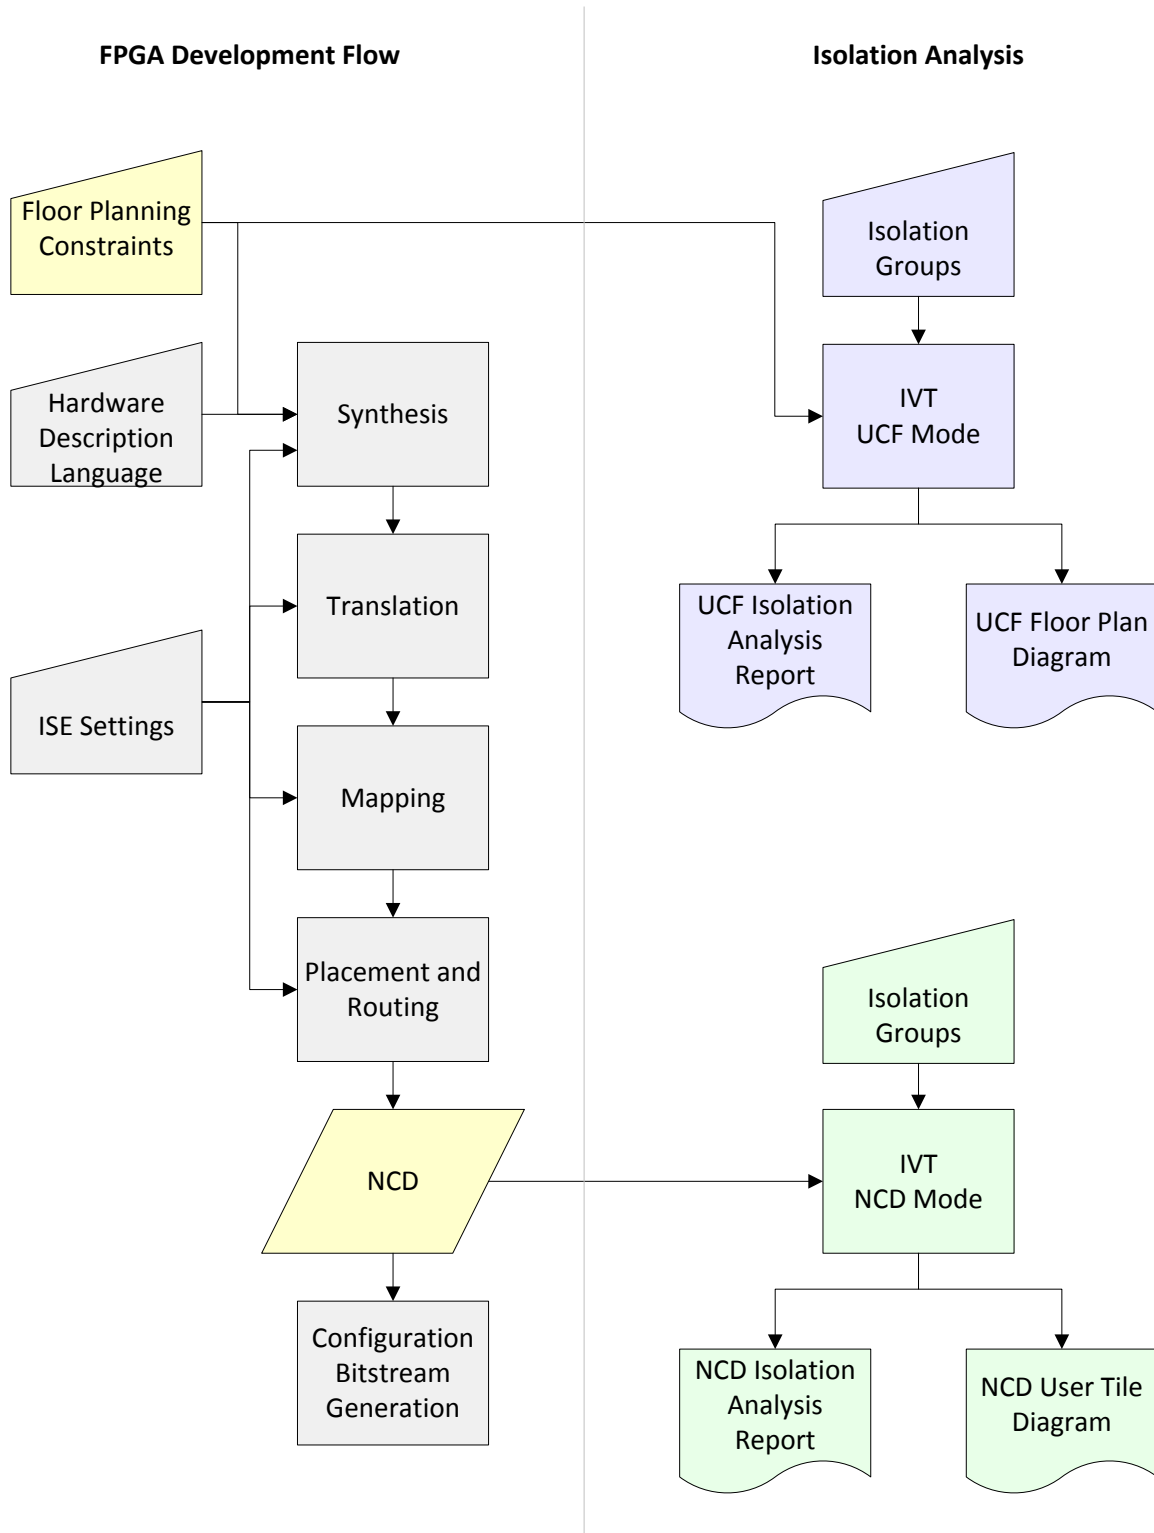 FPGA Development Flow
Isolation Analysis
Floor Planning
Constraints
Isolation
Groups
Hardware
Description
Language
Synthesis
IVT
UCF Mode
Translation
UCF Isolation
Analysis
Report
UCF Floor Plan
Diagram
ISE Settings
Mapping
Placement and
Routing
Isolation
Groups
NCD
IVT
NCD Mode
Configuration
Bitstream
Generation
NCD Isolation
Analysis
Report
NCD User Tile
Diagram